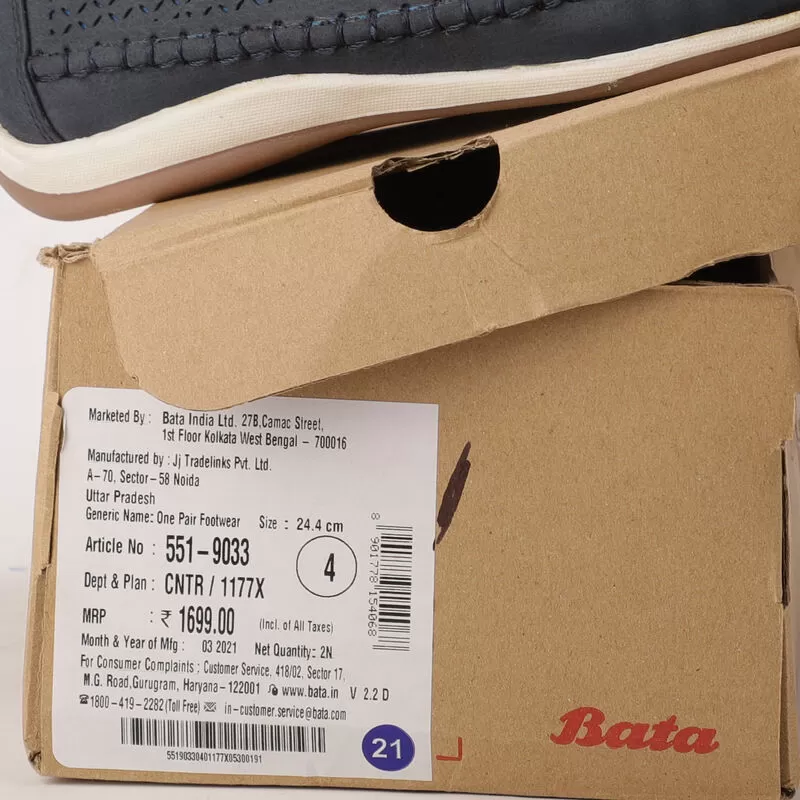 Marketed By : Bata India Ltd. 27B,Camac Street,
1st Floor Kolkata West Bengal – 700016
Manufactured by : Jj Tradelinks Pvt. Ltd.
A–70, Sector–58 Noida
Uttar Pradesh
Generic Name:- One Pair Footwear Size : 24.4 cm
Article No : 551–9033
4
Dept & Plan : CNTR / 1177X
MRP : ₹ 1699.00 (Incl. of All Taxes)
Month & Year of Mfg : 03 2021 Net Quantity:- 2N
For Consumer Complaints : Customer Service, 418/02, Sector 17,
M.G. Road,Gurugram, Haryana–122001 www.bata.in V 2.2 D
1800–419–2282(Toll Free) in–customer.service@bata.com
55190330401177X05300191
21
8 901778 154068
Bata